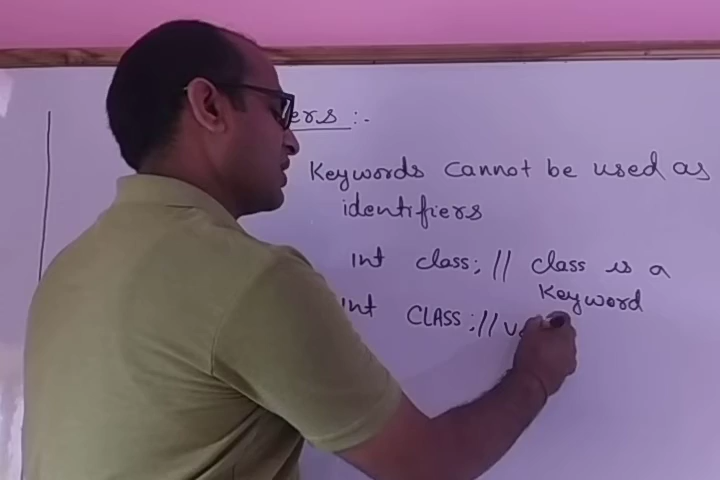 ers :-
Keywords cannot be used as
identifiers
int class; // class is a
Keyword
int CLASS; //